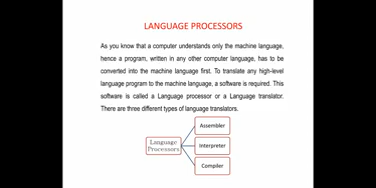 LANGUAGE PROCESSORS
As you know that a computer understands only the machine language,
hence a program, written in any other computer language, has to be
converted into the machine language first. To translate any high-level
language program to the machine language, a software is required. This
software is called a Language processor or a Language translator.
There are three different types of language translators.
Assembler
Language
Processors
Interpreter
Compiler